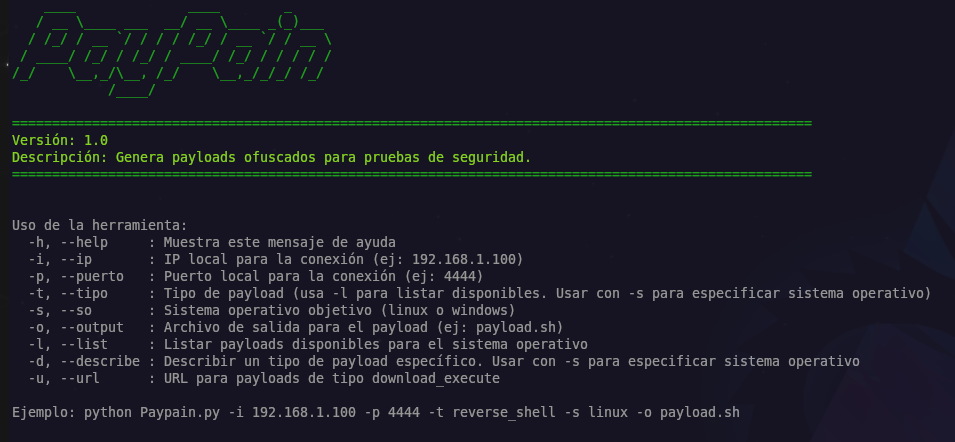 PayPain
====================================================================================================
Versión: 1.0
Descripción: Genera payloads ofuscados para pruebas de seguridad.
====================================================================================================
Uso de la herramienta:
-h, --help     : Muestra este mensaje de ayuda
-i, --ip       : IP local para la conexión (ej: 192.168.1.100)
-p, --puerto   : Puerto local para la conexión (ej: 4444)
-t, --tipo     : Tipo de payload (usa -l para listar disponibles. Usar con -s para especificar sistema operativo)
-s, --so       : Sistema operativo objetivo (linux o windows)
-o, --output   : Archivo de salida para el payload (ej: payload.sh)
-l, --list     : Listar payloads disponibles para el sistema operativo
-d, --describe : Describir un tipo de payload específico. Usar con -s para especificar sistema operativo
-u, --url      : URL para payloads de tipo download_execute
Ejemplo: python Paypain.py -i 192.168.1.100 -p 4444 -t reverse_shell -s linux -o payload.sh